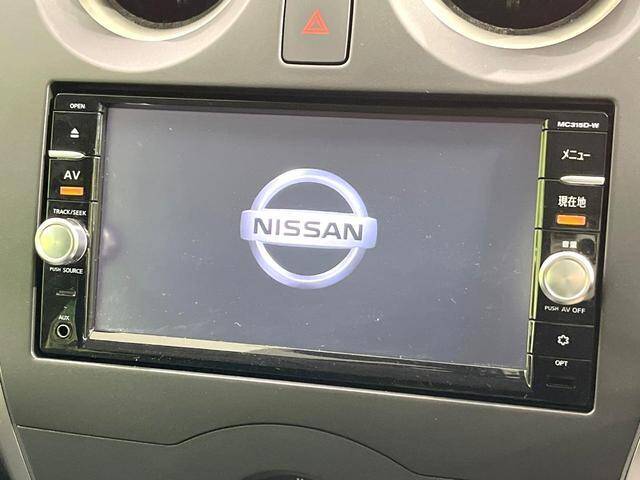 OPEN
AV
TRACK/SEEK
PUSH SOURCE
AUX
NISSAN
MC315D-W
メニュー
現在地
音量
PUSH AV OFF
OPT